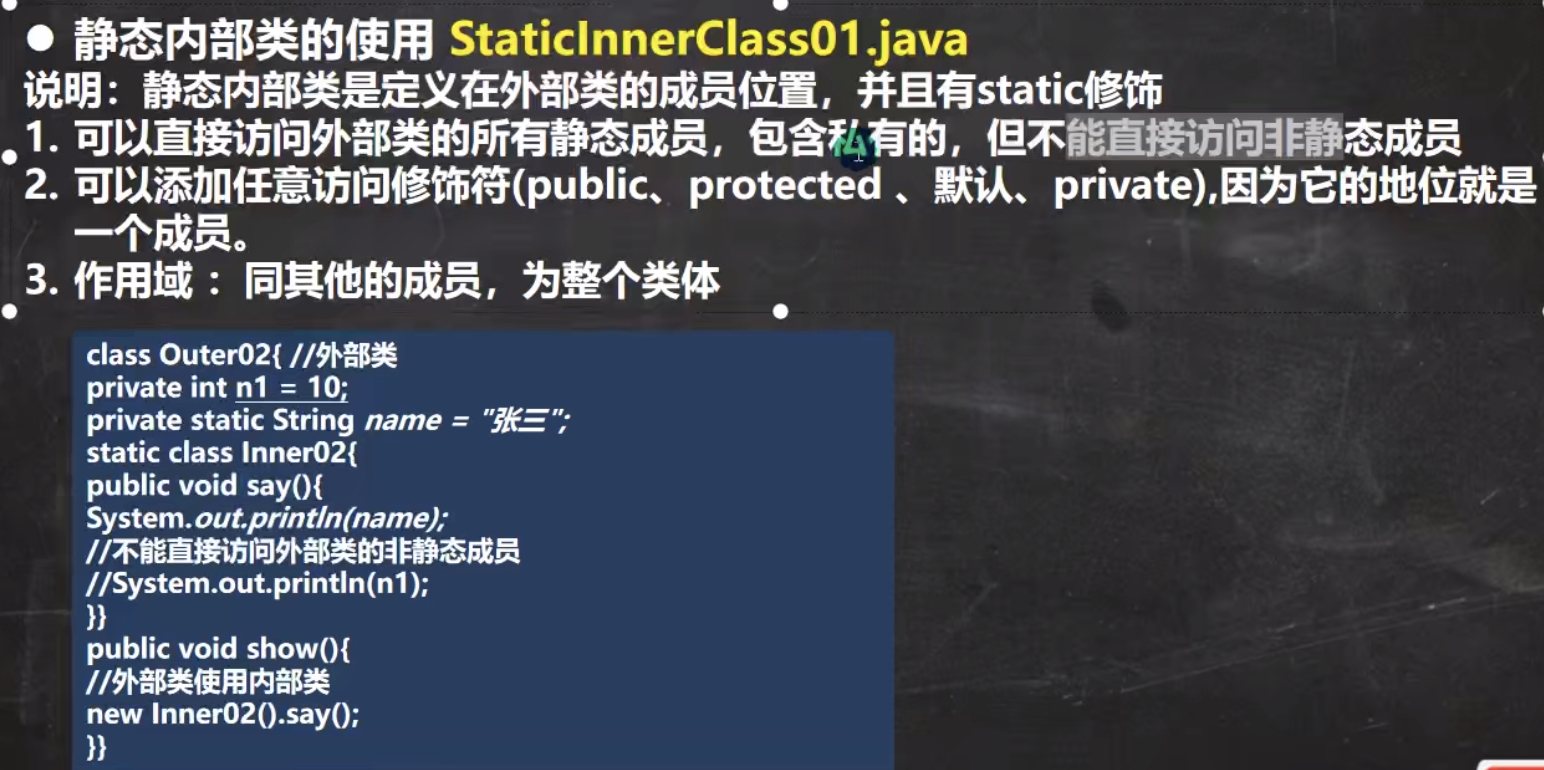 ● 静态内部类的使用 StaticInnerClass01.java
说明：静态内部类是定义在外部类的成员位置，并且有static修饰
1. 可以直接访问外部类的所有静态成员，包含私有的，但不能直接访问非静态成员
2. 可以添加任意访问修饰符(public、protected 、默认、private),因为它的地位就是
一个成员。
3. 作用域 ：同其他的成员，为整个类体
class Outer02{ //外部类
private int n1 = 10;
private static String name = "张三";
static class Inner02{
public void say(){
System.out.println(name);
//不能直接访问外部类的非静态成员
//System.out.println(n1);
}}
public void show(){
//外部类使用内部类
new Inner02().say();
}}